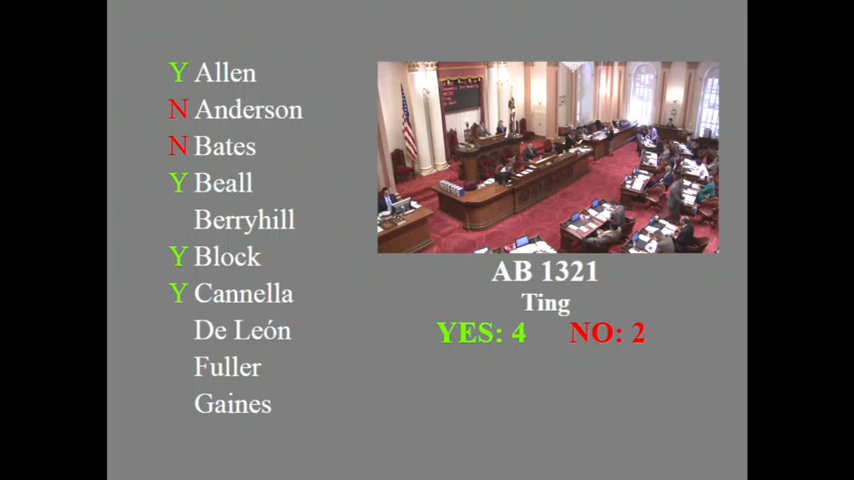 Y Allen
N Anderson
N Bates
Y Beall
Berryhill
Y Block
Y Cannella
De León
Fuller
Gaines
AB 1321
Ting
YES: 4 NO: 2